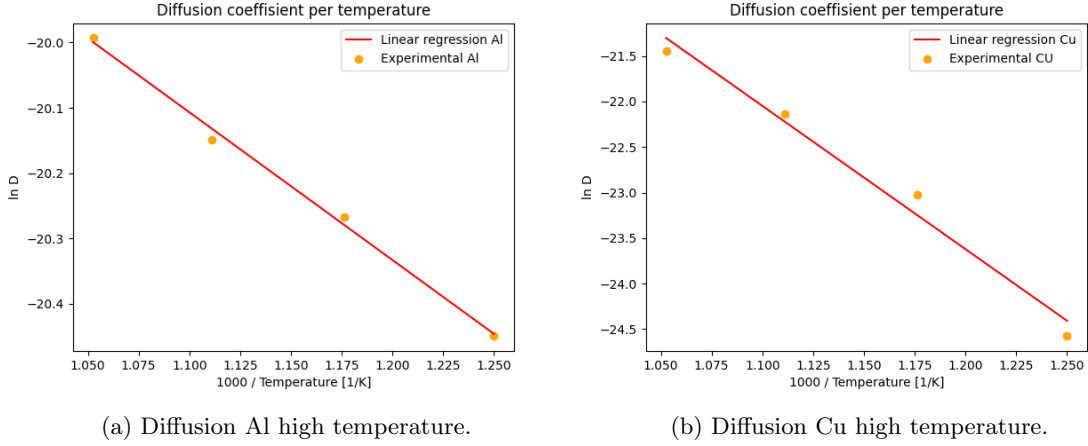 Diffusion coeffisient per temperature
Linear regression Al
Experimental Al
−20.0
−20.1
−20.2
−20.3
−20.4
ln D
1.050 1.075 1.100 1.125 1.150 1.175 1.200 1.225 1.250
1000 / Temperature [1/K]
(a) Diffusion Al high temperature.
Diffusion coeffisient per temperature
Linear regression Cu
Experimental CU
−21.5
−22.0
−22.5
−23.0
−23.5
−24.0
−24.5
ln D
1.050 1.075 1.100 1.125 1.150 1.175 1.200 1.225 1.250
1000 / Temperature [1/K]
(b) Diffusion Cu high temperature.